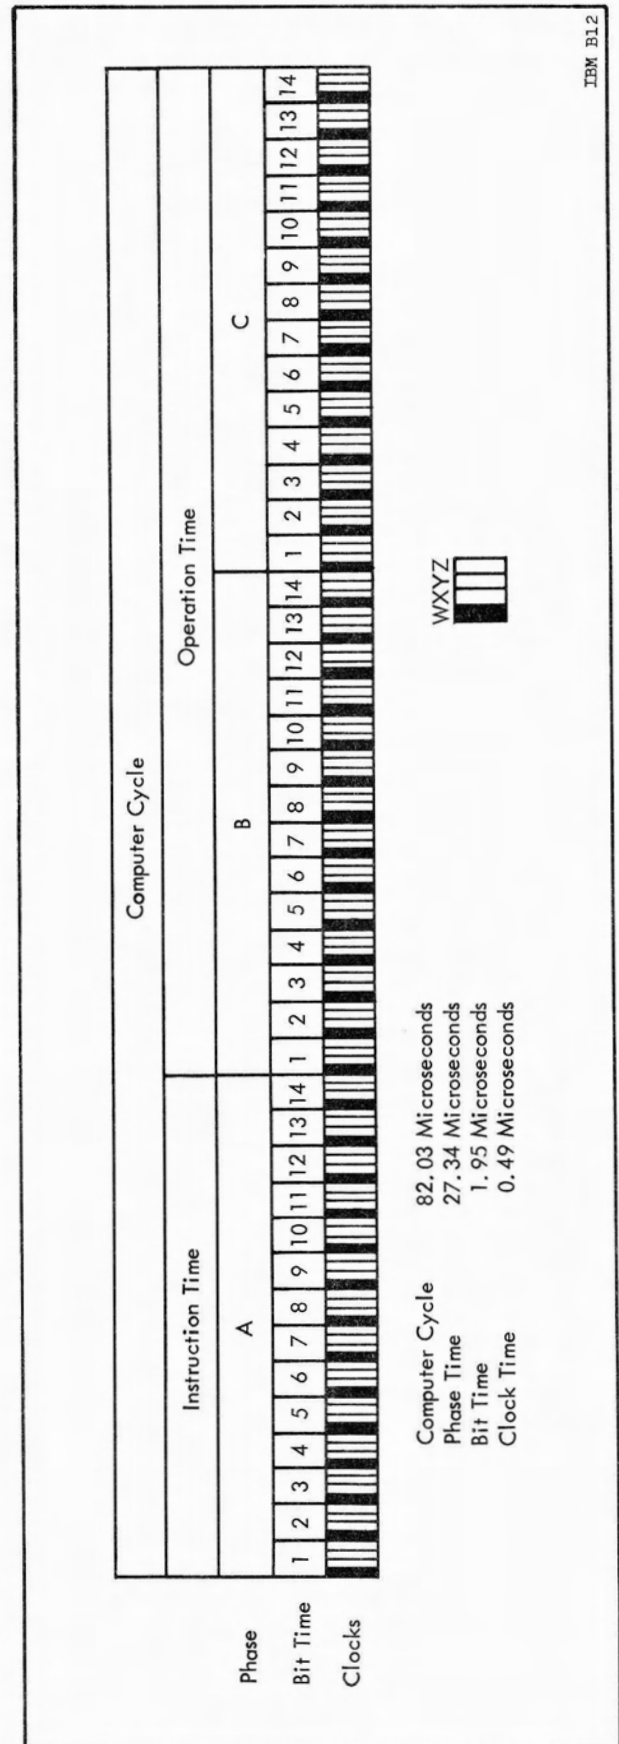 Computer Cycle
Instruction Time Operation Time
Phase A B C
Bit Time 1 2 3 4 5 6 7 8 9 10 11 12 13 14 1 2 3 4 5 6 7 8 9 10 11 12 13 14 1 2 3 4 5 6 7 8 9 10 11 12 13 14
Clocks
Computer Cycle 82.03 Microseconds
Phase Time 27.34 Microseconds
Bit Time 1.95 Microseconds
Clock Time 0.49 Microseconds
WXYZ
IBM B12